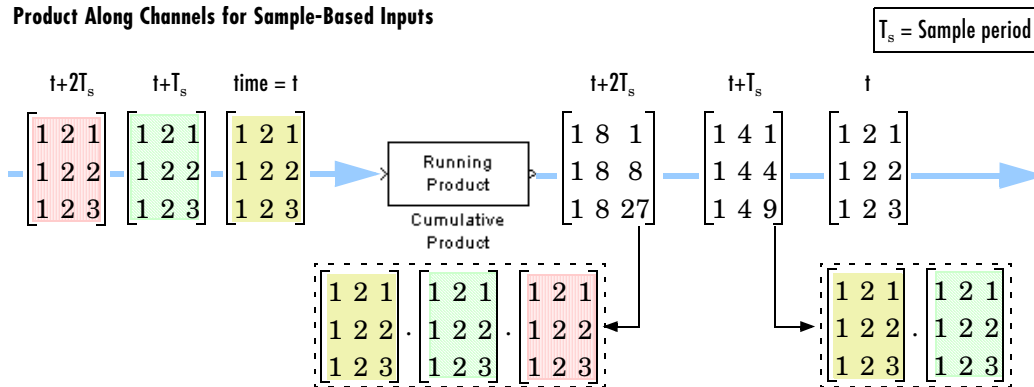 Product Along Channels for Sample-Based Inputs
Ts = Sample period
t+2Ts t+Ts time = t t+2Ts t+Ts t
1 2 1 1 2 1 1 2 1 1 8 1 1 4 1 1 2 1
1 2 2 1 2 2 1 2 2 Running 1 8 8 1 4 4 1 2 2
Product
1 2 3 1 2 3 1 2 3 1 8 27 1 4 9 1 2 3
Cumulative
Product
1 2 1 1 2 1 1 2 1 1 2 1 1 2 1
1 2 2 . 1 2 2 . 1 2 2 1 2 2 . 1 2 2
1 2 3 1 2 3 1 2 3 1 2 3 1 2 3